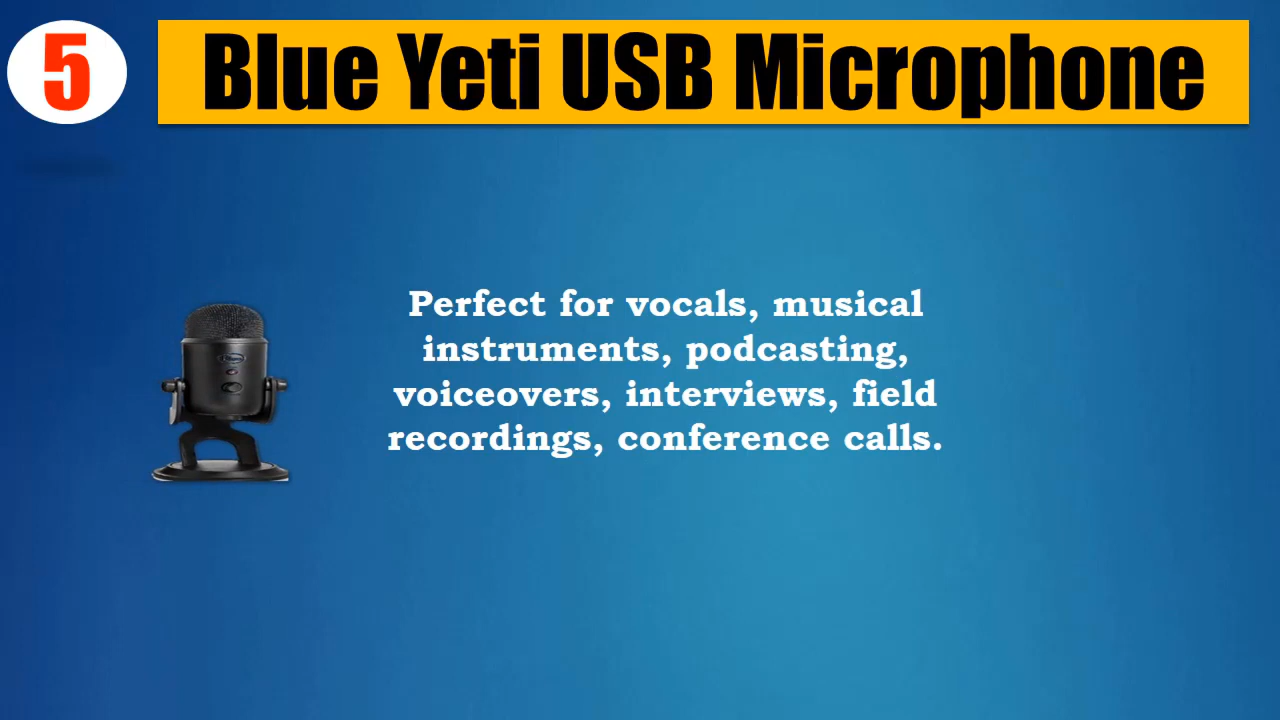 5
Blue Yeti USB Microphone
Perfect for vocals, musical
instruments, podcasting,
voiceovers, interviews, field
recordings, conference calls.